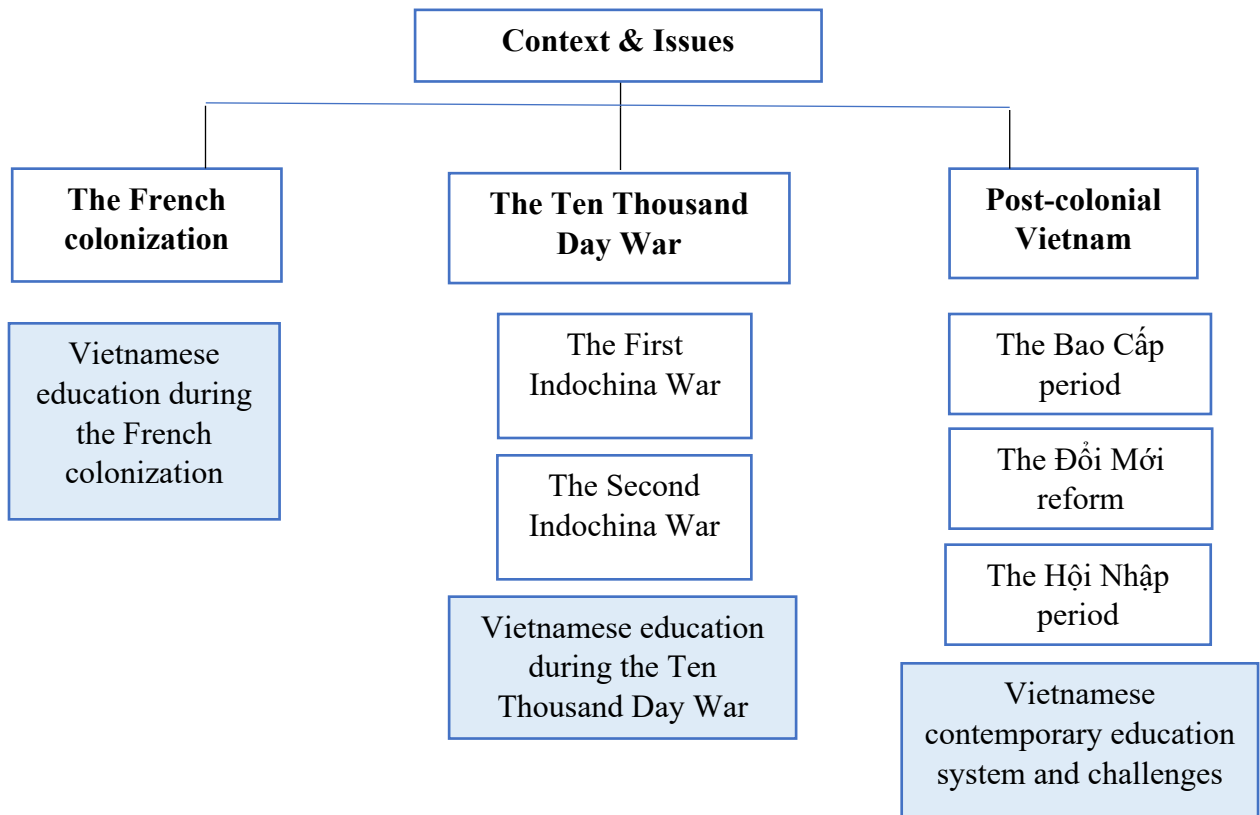 Context & Issues
The French
colonization
Vietnamese
education during
the French
colonization
The Ten Thousand
Day War
The First
Indochina War
The Second
Indochina War
Vietnamese education
during the Ten
Thousand Day War
Post-colonial
Vietnam
The Bao Cấp
period
The Đổi Mới
reform
The Hội Nhập
period
Vietnamese
contemporary education
system and challenges